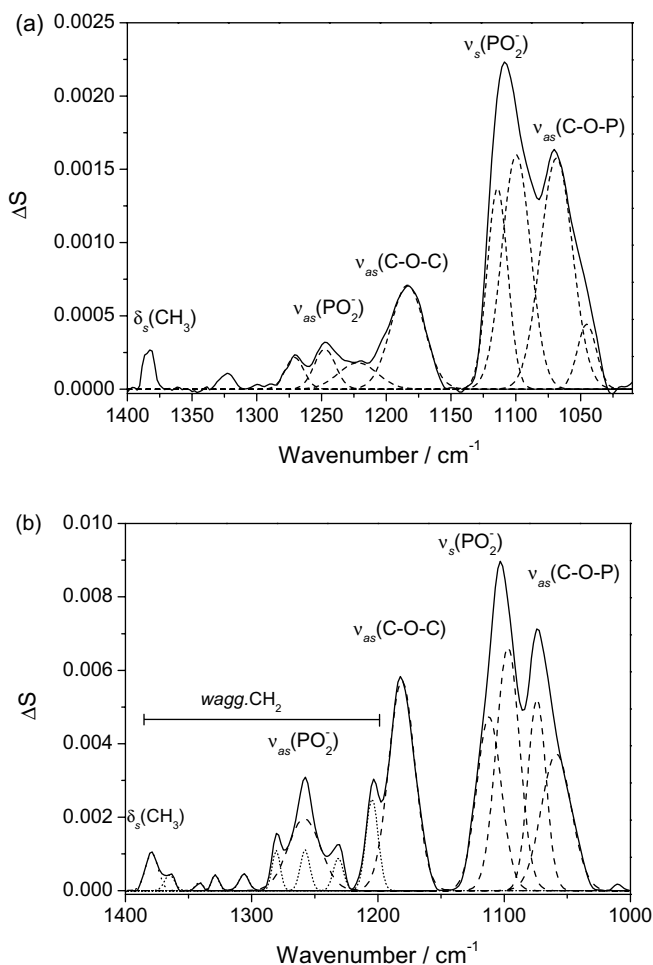 (a)
0.0025
0.0020
0.0015
0.0010
0.0005
0.0000
ΔS
νs(PO2-)
νas(C-O-P)
νas(C-O-C)
νas(PO2-)
δs(CH3)
1400 1350 1300 1250 1200 1150 1100 1050
Wavenumber / cm-1
(b)
0.010
0.008
0.006
0.004
0.002
0.000
ΔS
νs(PO2-)
νas(C-O-P)
νas(C-O-C)
wagg.CH2
νas(PO2-)
δs(CH3)
1400 1300 1200 1100 1000
Wavenumber / cm-1